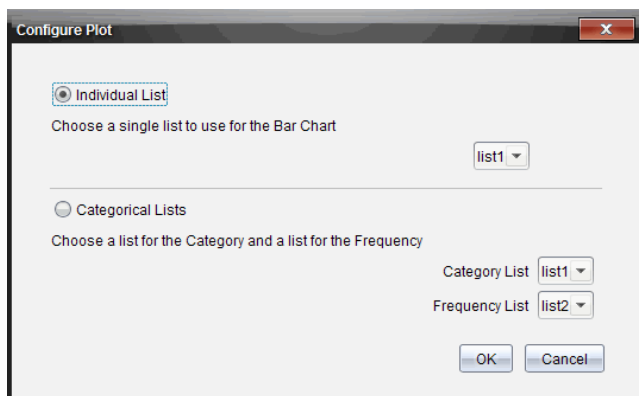 Configure Plot
Individual List
Choose a single list to use for the Bar Chart
list1
Categorical Lists
Choose a list for the Category and a list for the Frequency
Category List list1
Frequency List list2
OK Cancel